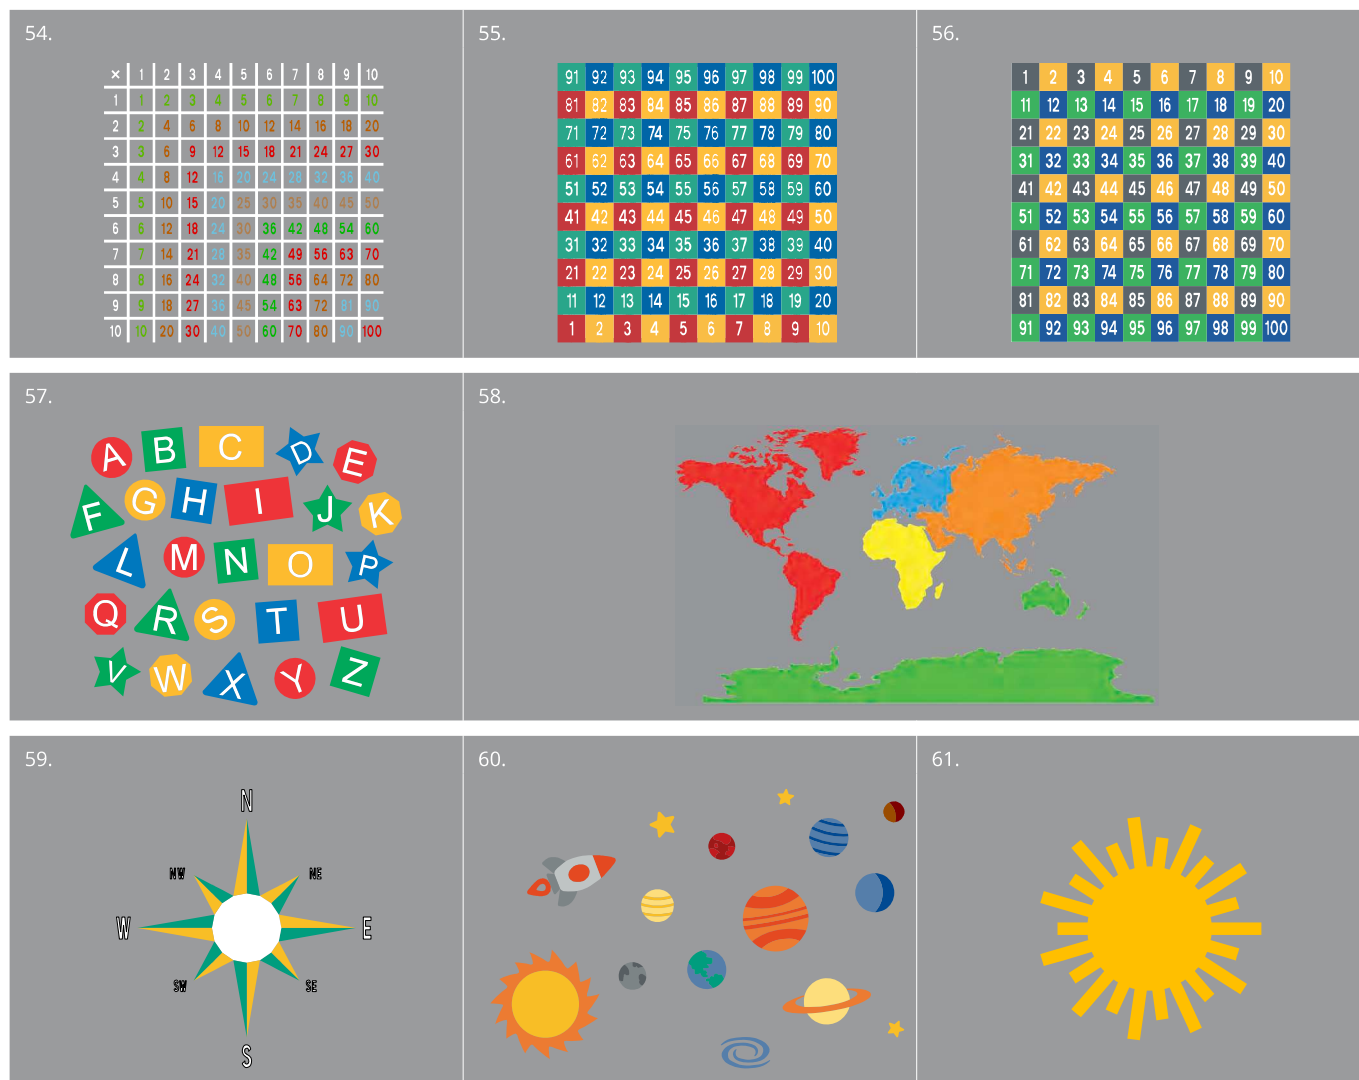 54.
× 1 2 3 4 5 6 7 8 9 10
1 1 2 3 4 5 6 7 8 9 10
2 2 4 6 8 10 12 14 16 18 20
3 3 6 9 12 15 18 21 24 27 30
4 4 8 12 16 20 24 28 32 36 40
5 5 10 15 20 25 30 35 40 45 50
6 6 12 18 24 30 36 42 48 54 60
7 7 14 21 28 35 42 49 56 63 70
8 8 16 24 32 40 48 56 64 72 80
9 9 18 27 36 45 54 63 72 81 90
10 10 20 30 40 50 60 70 80 90 100
55.
91 92 93 94 95 96 97 98 99 100
81 82 83 84 85 86 87 88 89 90
71 72 73 74 75 76 77 78 79 80
61 62 63 64 65 66 67 68 69 70
51 52 53 54 55 56 57 58 59 60
41 42 43 44 45 46 47 48 49 50
31 32 33 34 35 36 37 38 39 40
21 22 23 24 25 26 27 28 29 30
11 12 13 14 15 16 17 18 19 20
1 2 3 4 5 6 7 8 9 10
56.
1 2 3 4 5 6 7 8 9 10
11 12 13 14 15 16 17 18 19 20
21 22 23 24 25 26 27 28 29 30
31 32 33 34 35 36 37 38 39 40
41 42 43 44 45 46 47 48 49 50
51 52 53 54 55 56 57 58 59 60
61 62 63 64 65 66 67 68 69 70
71 72 73 74 75 76 77 78 79 80
81 82 83 84 85 86 87 88 89 90
91 92 93 94 95 96 97 98 99 100
57.
A B C D E
F G H I J K
L M N O P
Q R S T U
V W X Y Z
58.
59.
N
NW NE
W E
SW SE
S
60.
61.